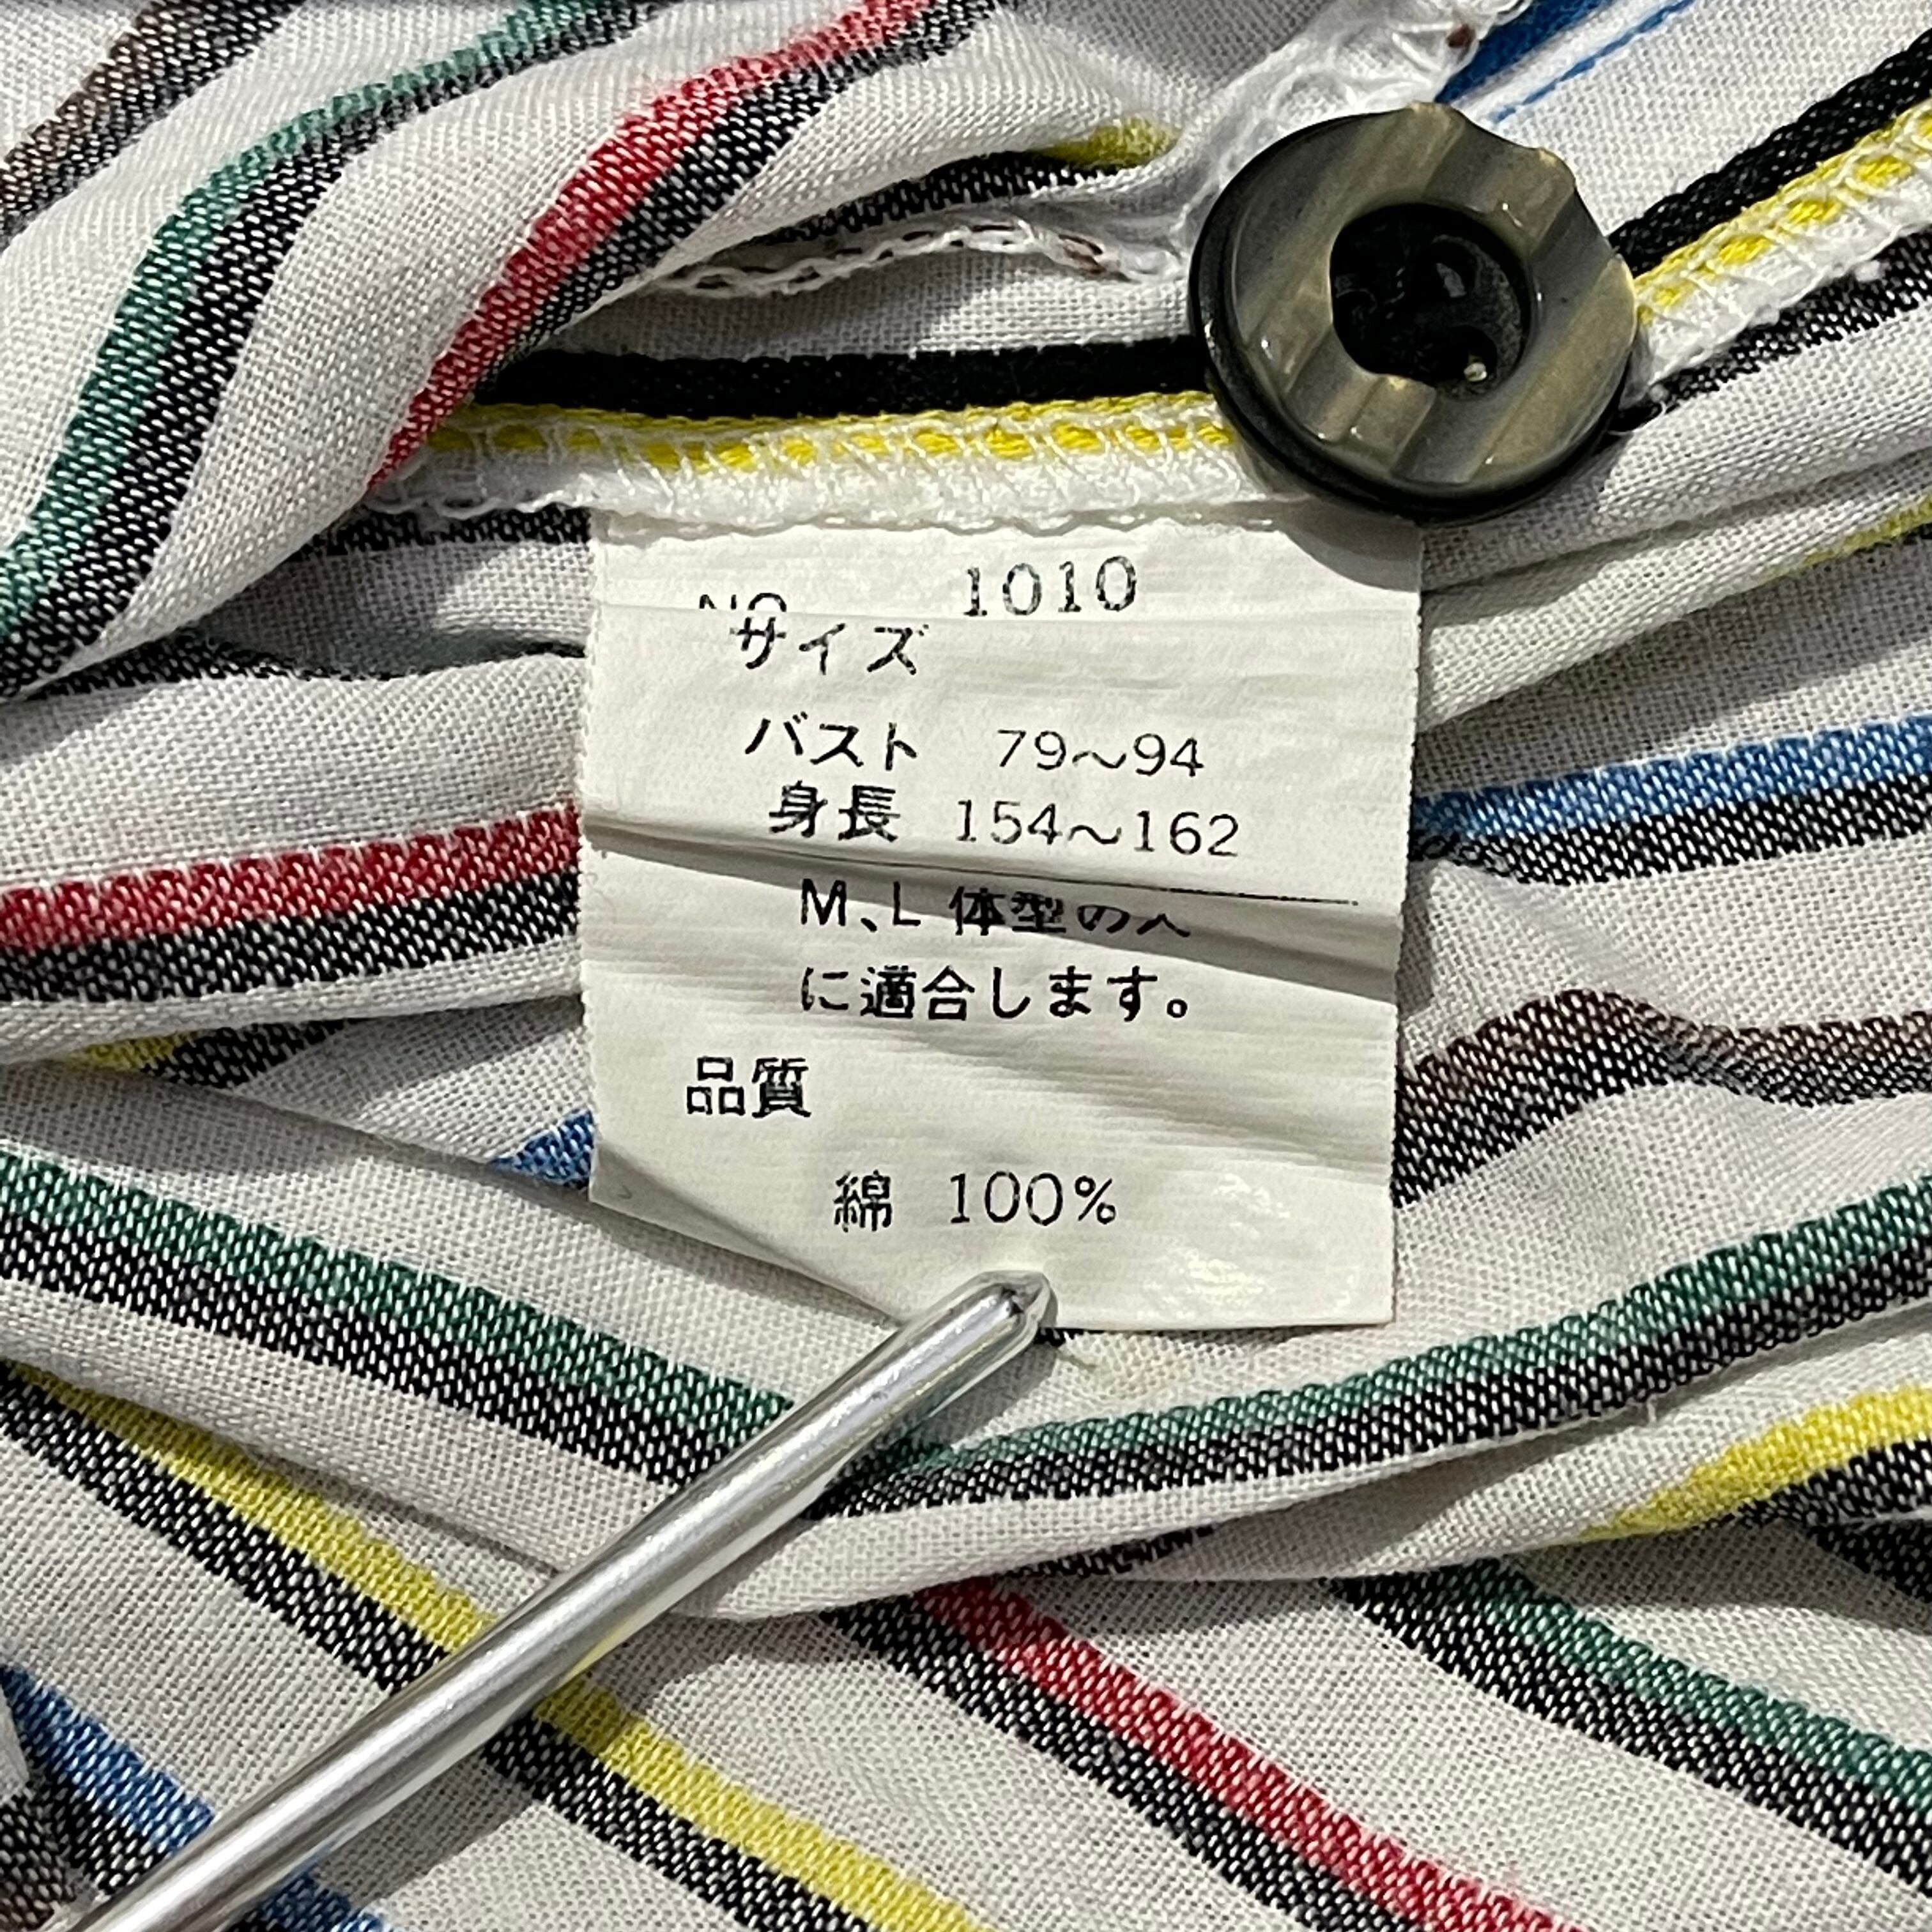 NO 1010
サイズ
バスト 79〜94
身長 154〜162
M、L 体型の人
に適合します。
品質
綿 100%